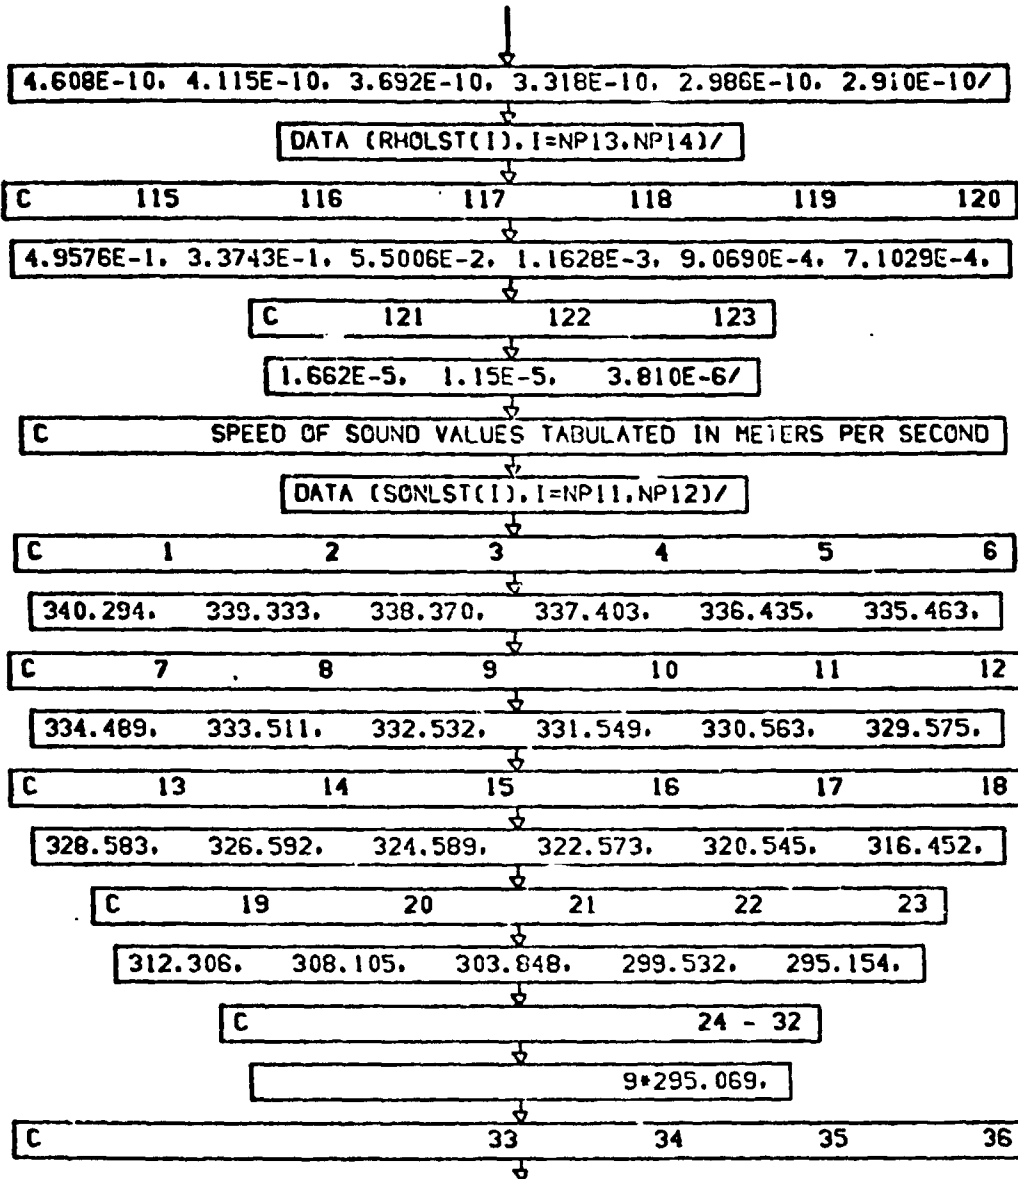 4.608E-10, 4.115E-10, 3.692E-10, 3.318E-10, 2.986E-10, 2.910E-10/
DATA (RHOLST(I),I=NP13,NP14)/
C 115 116 117 118 119 120
4.9576E-1, 3.3743E-1, 5.5006E-2, 1.1628E-3, 9.0690E-4, 7.1029E-4,
C 121 122 123
1.662E-5, 1.15E-5, 3.810E-6/
C SPEED OF SOUND VALUES TABULATED IN METERS PER SECOND
DATA (SONLST(I),I=NP11,NP12)/
C 1 2 3 4 5 6
340.294, 339.333, 338.370, 337.403, 336.435, 335.463,
C 7 8 9 10 11 12
334.489, 333.511, 332.532, 331.549, 330.563, 329.575,
C 13 14 15 16 17 18
328.583, 326.592, 324.589, 322.573, 320.545, 316.452,
C 19 20 21 22 23
312.306, 308.105, 303.848, 299.532, 295.154,
C 24 - 32
9*295.069,
C 33 34 35 36